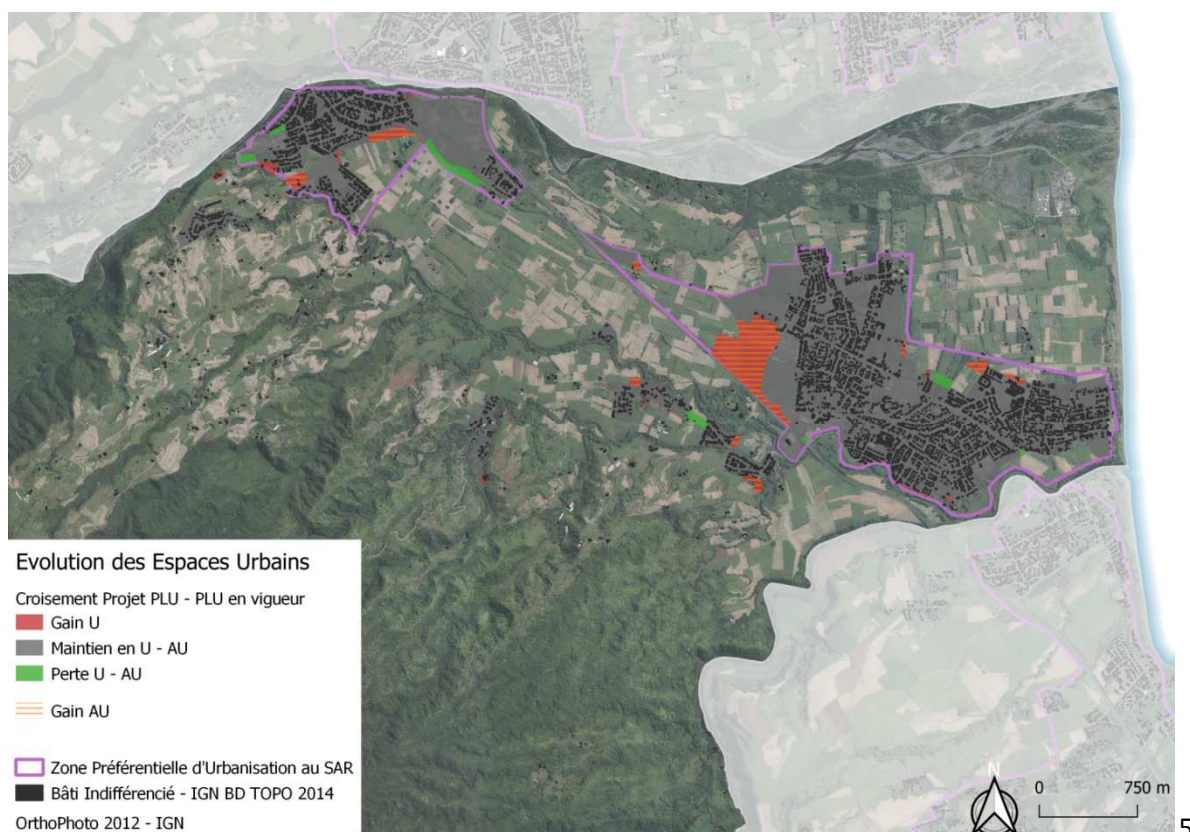 Evolution des Espaces Urbains
Croisement Projet PLU - PLU en vigueur
Gain U
Maintien en U - AU
Perte U - AU
Gain AU
Zone Préférentielle d'Urbanisation au SAR
Bâti Indifférencié - IGN BD TOPO 2014
OrthoPhoto 2012 - IGN
N
0 750 m
5